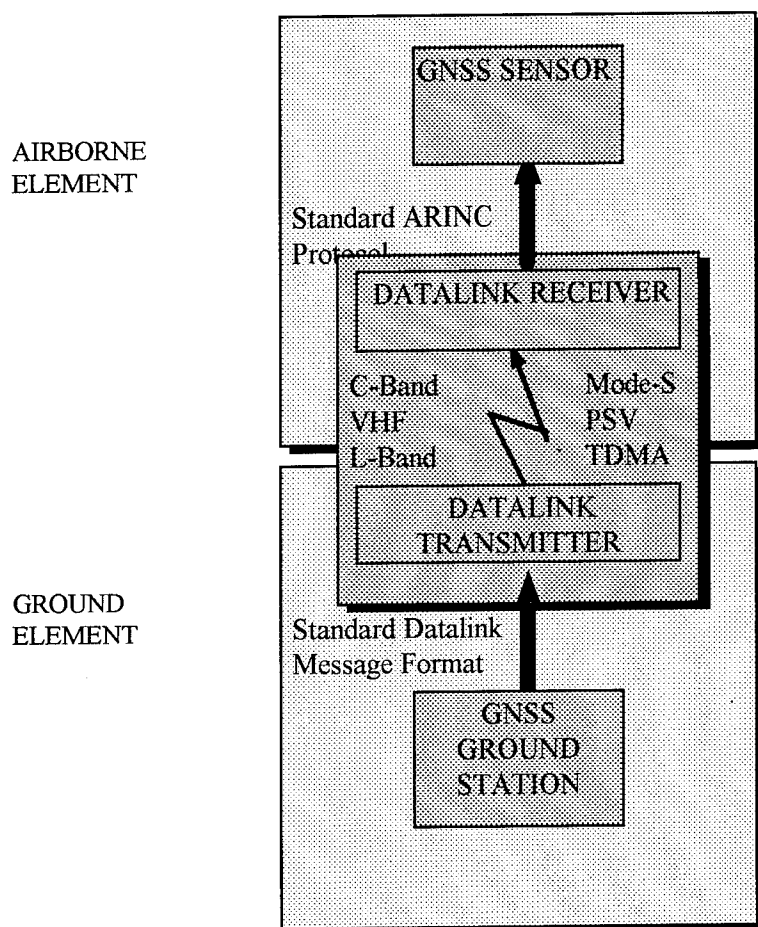 GNSS SENSOR
AIRBORNE
ELEMENT
Standard ARINC
Protocol
DATALINK RECEIVER
C-Band
VHF
L-Band
Mode-S
PSV
TDMA
DATALINK
TRANSMITTER
GROUND
ELEMENT
Standard Datalink
Message Format
GNSS
GROUND
STATION